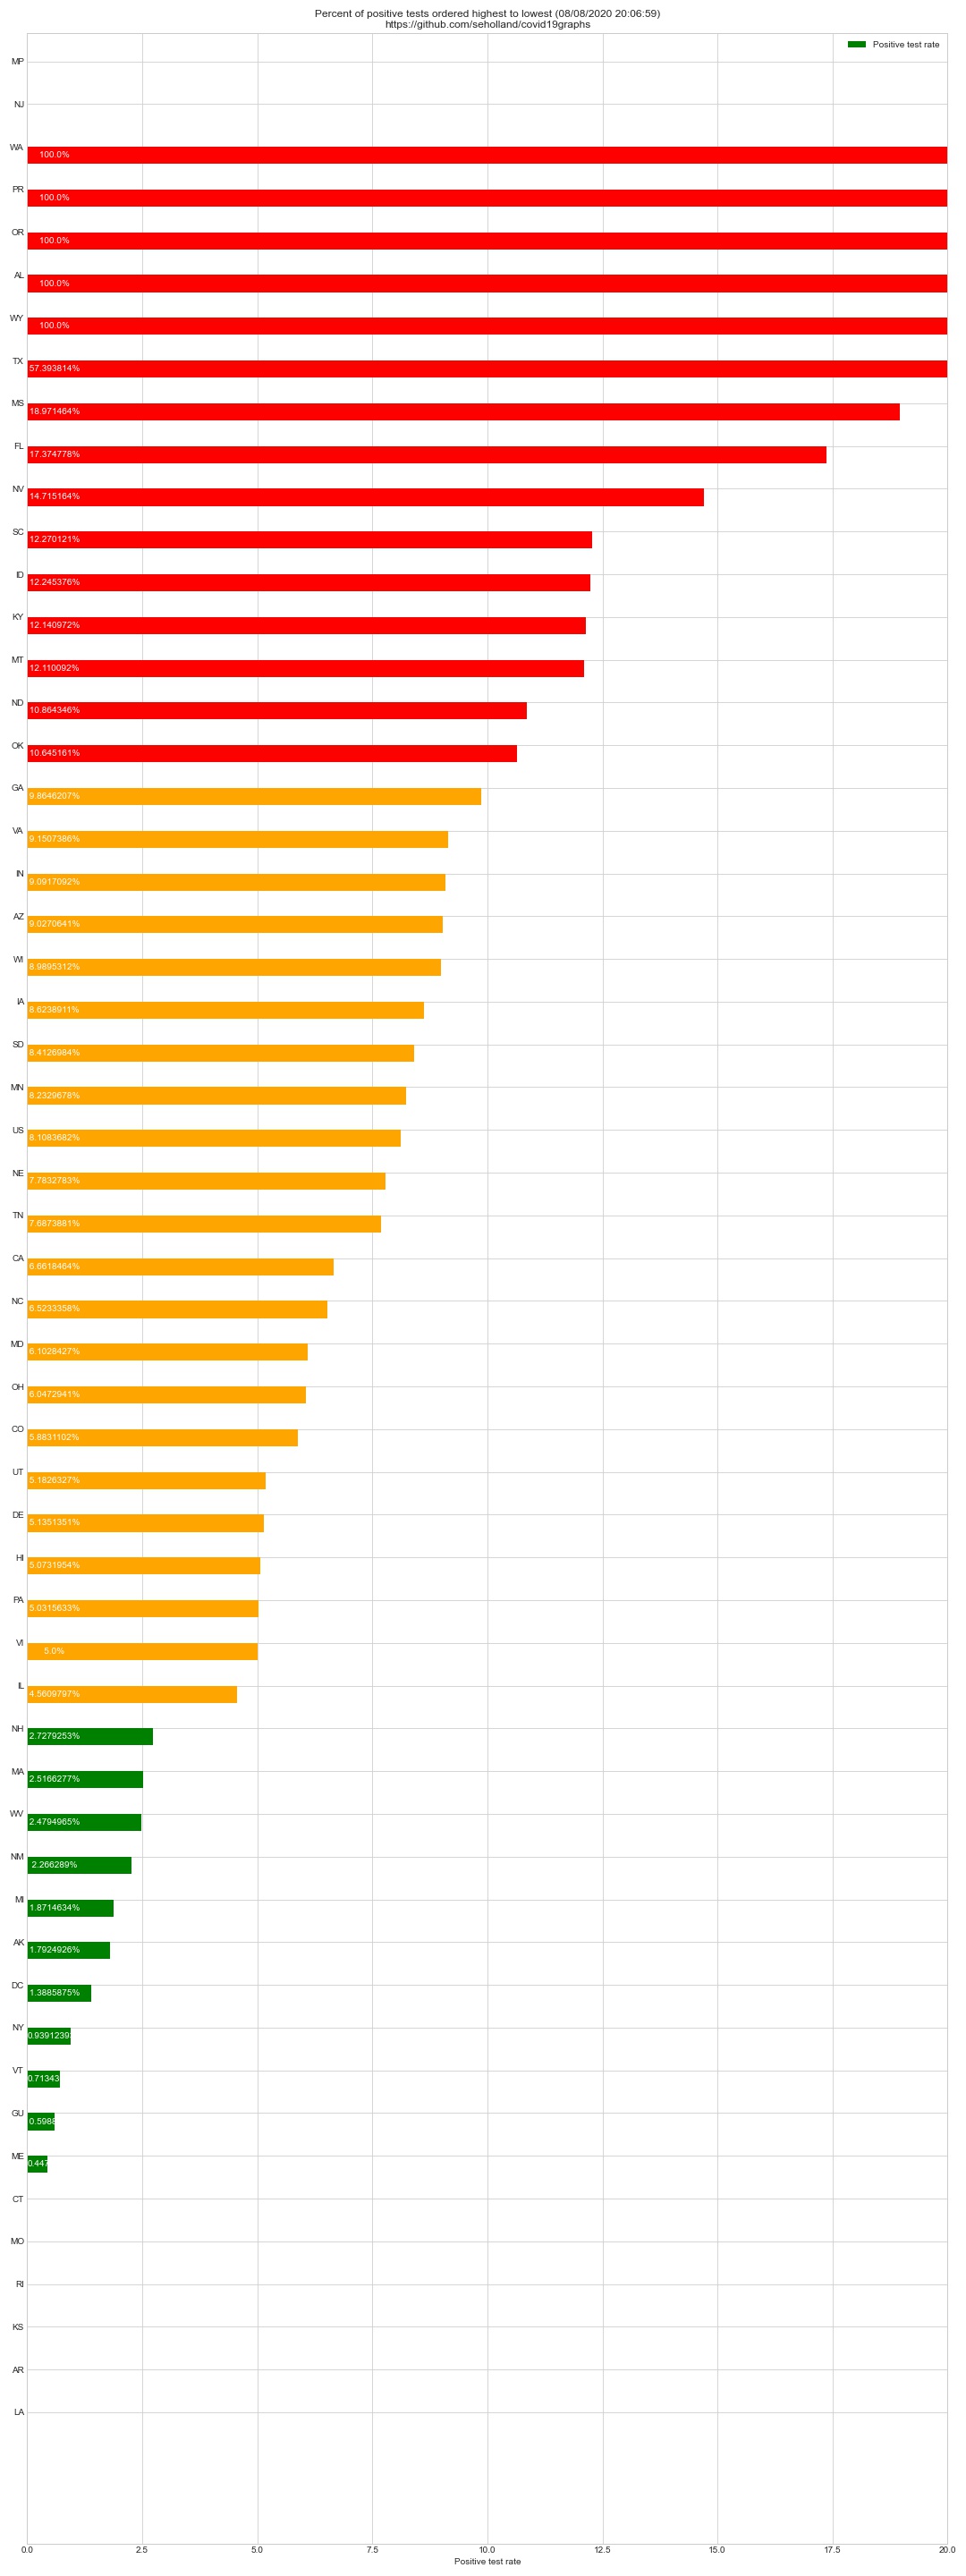 Percent of positive tests ordered highest to lowest (08/08/2020 20:06:59)
https://github.com/seholland/covid19graphs
Positive test rate
MP
NJ
WA 100.0%
PR 100.0%
OR 100.0%
AL 100.0%
WY 100.0%
TX 57.393814%
MS 18.971464%
FL 17.374778%
NV 14.715164%
SC 12.270121%
ID 12.245376%
KY 12.140972%
MT 12.110092%
ND 10.864346%
OK 10.645161%
GA 9.8646207%
VA 9.1507386%
IN 9.0917092%
AZ 9.0270641%
WI 8.9895312%
IA 8.6238911%
SD 8.4126984%
MN 8.2329678%
US 8.1083682%
NE 7.7832783%
TN 7.6873881%
CA 6.6618464%
NC 6.5233358%
MD 6.1028427%
OH 6.0472941%
CO 5.8831102%
UT 5.1826327%
DE 5.1351351%
HI 5.0731954%
PA 5.0315633%
VI 5.0%
IL 4.5609797%
NH 2.7279253%
MA 2.5166277%
WV 2.4794965%
NM 2.266289%
MI 1.8714634%
AK 1.7924926%
DC 1.3885875%
NY
VT 0.71343
GU 0.5988
ME 0.447
CT
MO
RI
KS
AR
LA
0.0 2.5 5.0 7.5 10.0 12.5 15.0 17.5 20.0
Positive test rate